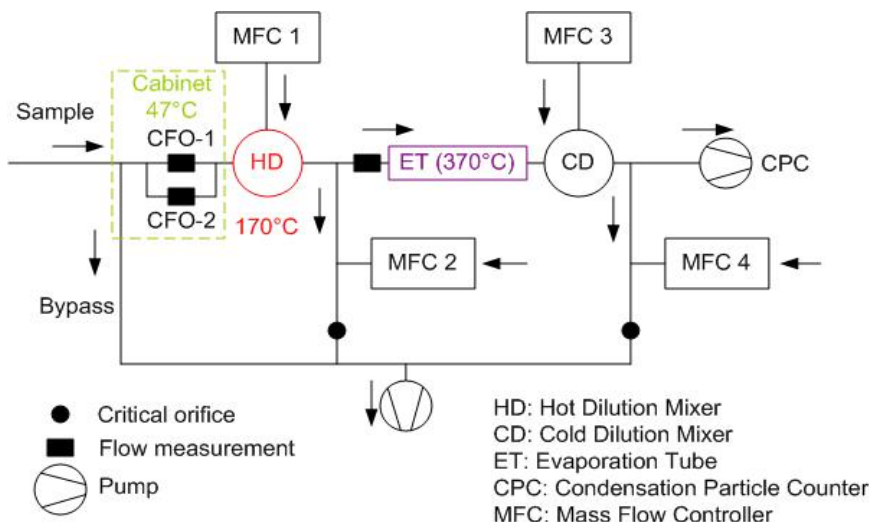 MFC 1
MFC 3
Cabinet
47°C
Sample
CFO-1
HD
ET (370°C)
CD
CPC
CFO-2
170°C
MFC 2
MFC 4
Bypass
Critical orifice
Flow measurement
Pump
HD: Hot Dilution Mixer
CD: Cold Dilution Mixer
ET: Evaporation Tube
CPC: Condensation Particle Counter
MFC: Mass Flow Controller